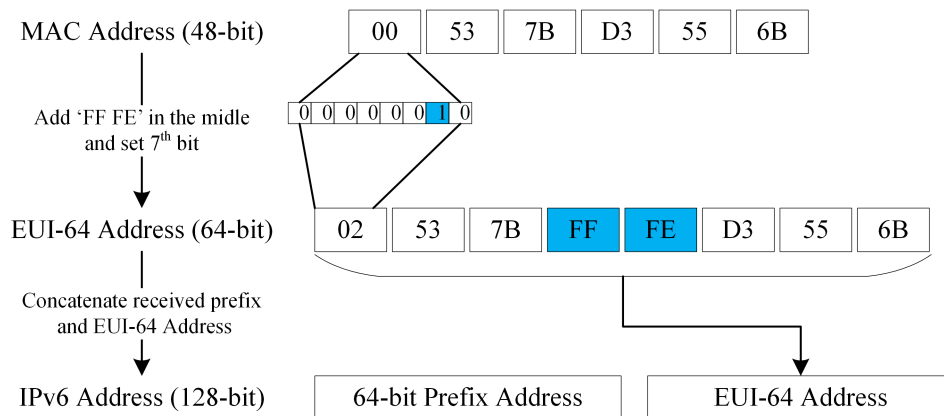 MAC Address (48-bit)
00 53 7B D3 55 6B
Add ‘FF FE’ in the middle
and set 7th bit
0 0 0 0 0 0 1 0
EUI-64 Address (64-bit)
02 53 7B FF FE D3 55 6B
Concatenate received prefix
and EUI-64 Address
IPv6 Address (128-bit)
64-bit Prefix Address
EUI-64 Address